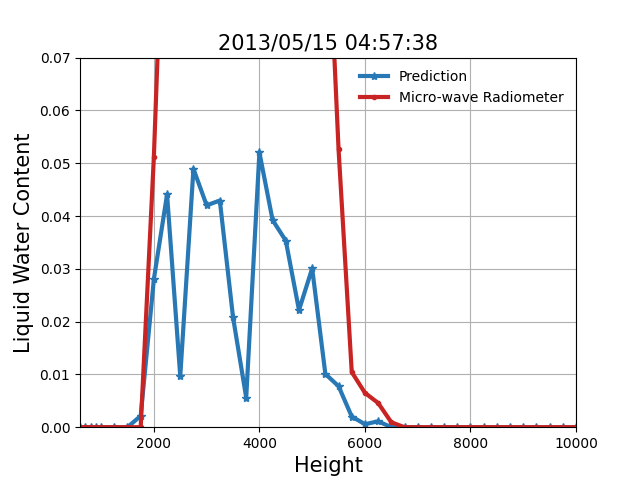 2013/05/15 04:57:38
0.07
0.06
0.05
0.04
0.03
0.02
0.01
0.00
Liquid Water Content
Prediction
Micro-wave Radiometer
2000 4000 6000 8000 10000
Height